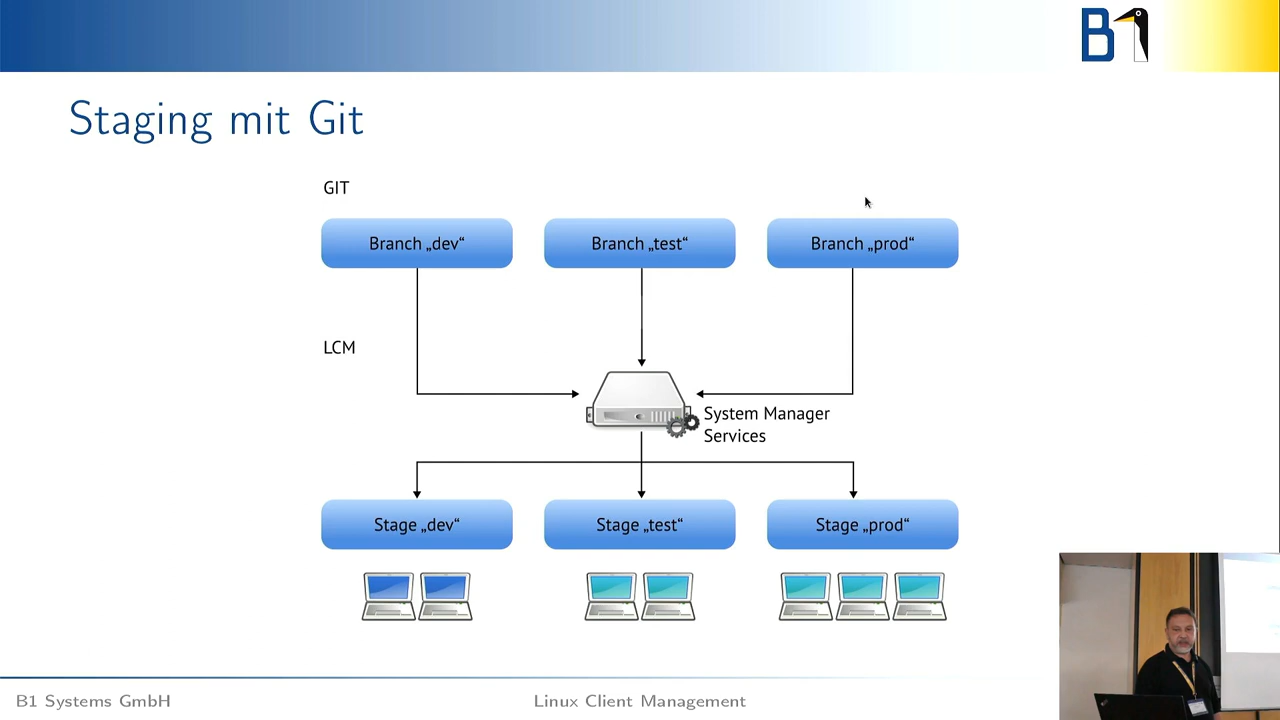 B1
Staging mit Git
GIT
Branch „dev“
Branch „test“
Branch „prod“
LCM
System Manager
Services
Stage „dev“
Stage „test“
Stage „prod“
B1 Systems GmbH
Linux Client Management